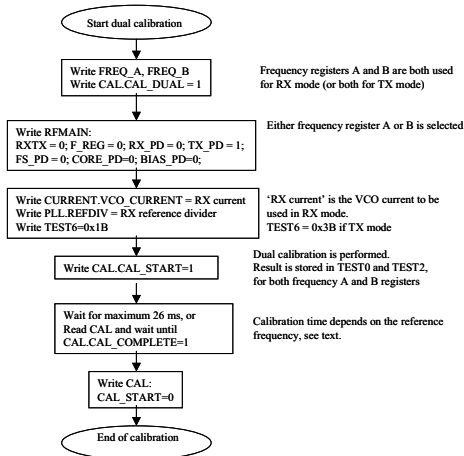 Start dual calibration
Write FREQ_A, FREQ_B
Write CAL.CAL_DUAL = 1
Frequency registers A and B are both used
for RX mode (or both for TX mode)
Write RFMAIN:
RXTX = 0; F_REG = 0; RX_PD = 0; TX_PD = 1;
FS_PD = 0; CORE_PD=0; BIAS_PD=0;
Either frequency register A or B is selected
Write CURRENT.VCO_CURRENT = RX current
Write PLL.REFDIV = RX reference divider
Write TEST6=0x1B
‘RX current’ is the VCO current to be
used in RX mode.
TEST6 = 0x3B if TX mode
Write CAL.CAL_START=1
Dual calibration is performed.
Result is stored in TEST0 and TEST2,
for both frequency A and B registers
Wait for maximum 26 ms, or
Read CAL and wait until
CAL.CAL_COMPLETE=1
Calibration time depends on the reference
frequency, see text.
Write CAL:
CAL_START=0
End of calibration